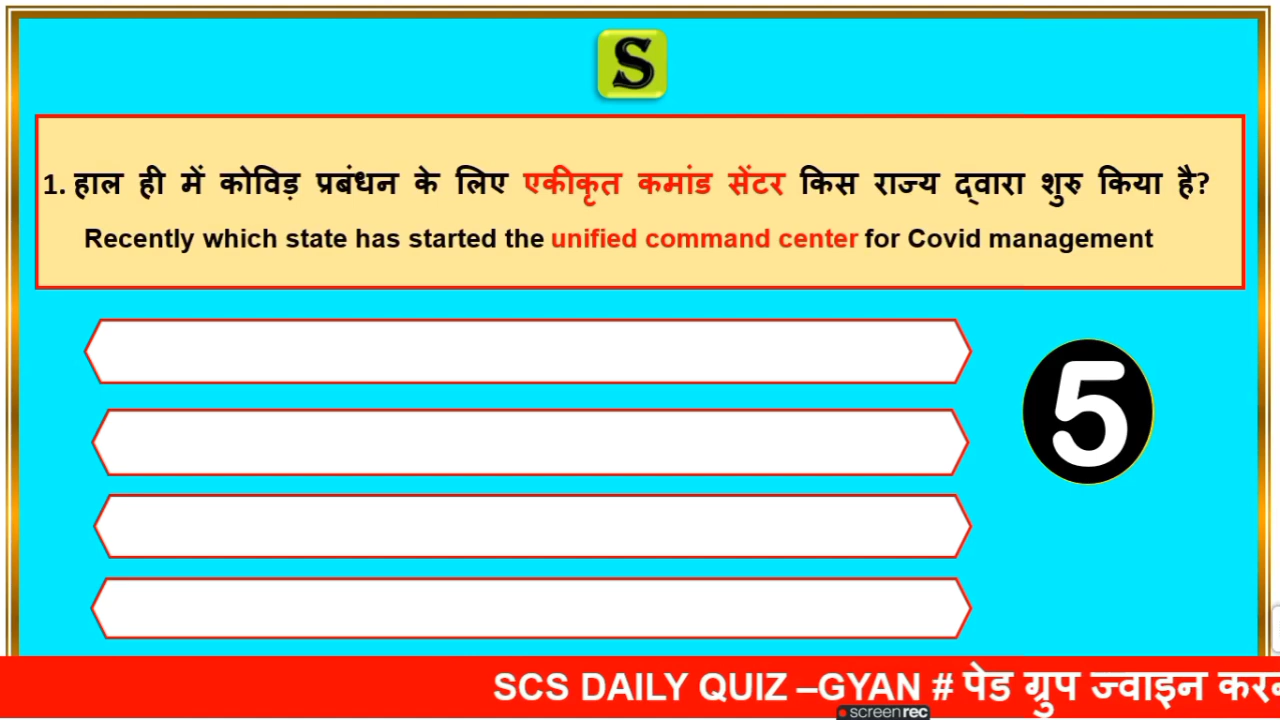 S
1. हाल ही में कोविड़ प्रबंधन के लिए एकीकृत कमांड सेंटर किस राज्य द्वारा शुरु किया है?
Recently which state has started the unified command center for Covid management
5
SCS DAILY QUIZ –GYAN # पेड ग्रुप ज्वाइन करन
screenrec